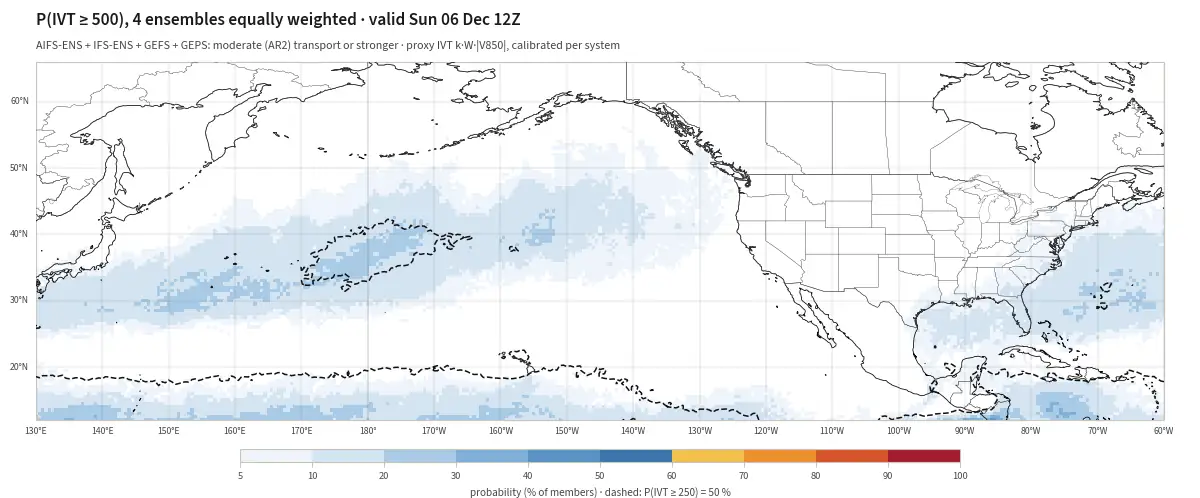 P(IVT ≥ 500), 4 ensembles equally weighted · valid Sun 06 Dec 12Z
AIFS-ENS + IFS-ENS + GEFS + GEPS: moderate (AR2) transport or stronger · proxy IVT k·W·|V850|, calibrated per system
60°N
50°N
40°N
30°N
20°N
130°E 140°E 150°E 160°E 170°E 180° 170°W 160°W 150°W 140°W 130°W 120°W 110°W 100°W 90°W 80°W 70°W 60°W
5 10 20 30 40 50 60 70 80 90 100
probability (% of members) · dashed: P(IVT ≥ 250) = 50 %